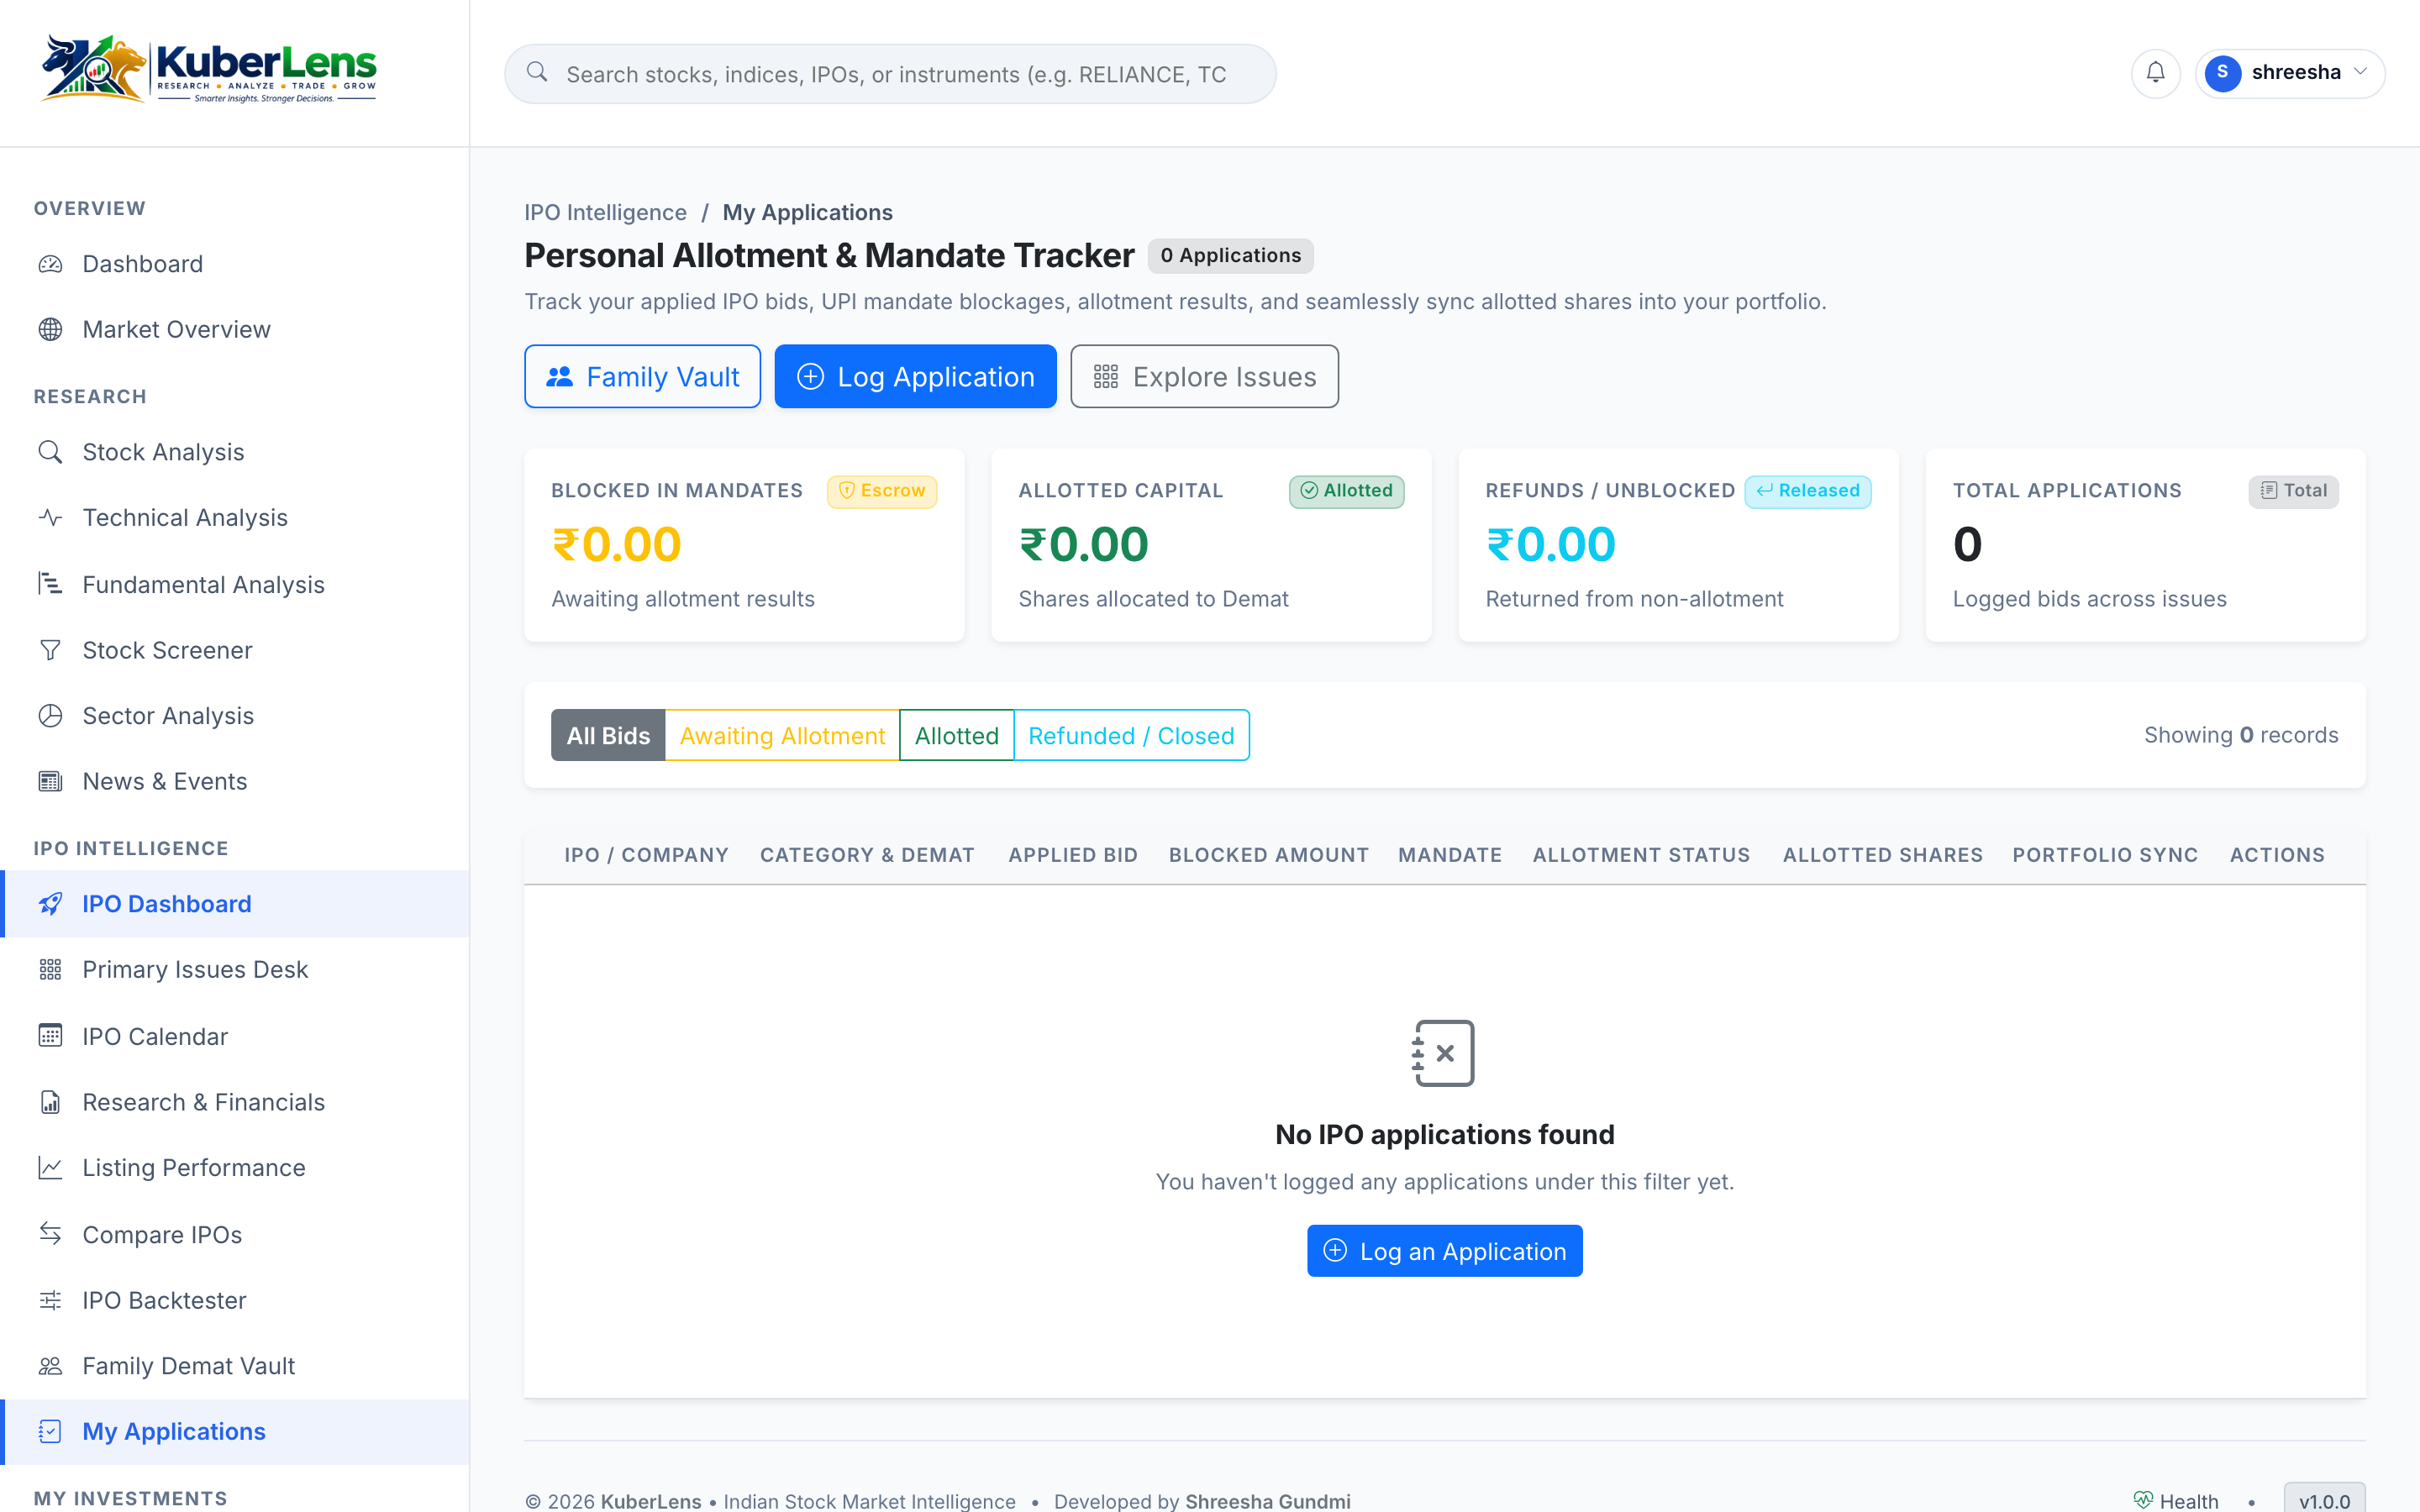 KuberLens
RESEARCH • ANALYZE • TRADE • GROW
Smarter Insights. Stronger Decisions.
Search stocks, indices, IPOs, or instruments (e.g. RELIANCE, TC
S
shreesha
OVERVIEW
Dashboard
Market Overview
RESEARCH
Stock Analysis
Technical Analysis
Fundamental Analysis
Stock Screener
Sector Analysis
News & Events
IPO INTELLIGENCE
IPO Dashboard
Primary Issues Desk
IPO Calendar
Research & Financials
Listing Performance
Compare IPOs
IPO Backtester
Family Demat Vault
My Applications
MY INVESTMENTS
IPO Intelligence / My Applications
Personal Allotment & Mandate Tracker 0 Applications
Track your applied IPO bids, UPI mandate blockages, allotment results, and seamlessly sync allotted shares into your portfolio.
Family Vault Log Application Explore Issues
BLOCKED IN MANDATES Escrow
₹0.00
Awaiting allotment results
ALLOTTED CAPITAL Allotted
₹0.00
Shares allocated to Demat
REFUNDS / UNBLOCKED Released
₹0.00
Returned from non-allotment
TOTAL APPLICATIONS Total
0
Logged bids across issues
All Bids Awaiting Allotment Allotted Refunded / Closed Showing 0 records
IPO / COMPANY CATEGORY & DEMAT APPLIED BID BLOCKED AMOUNT MANDATE ALLOTMENT STATUS ALLOTTED SHARES PORTFOLIO SYNC ACTIONS
No IPO applications found
You haven't logged any applications under this filter yet.
Log an Application
© 2026 KuberLens • Indian Stock Market Intelligence • Developed by Shreesha Gundmi Health • v1.0.0